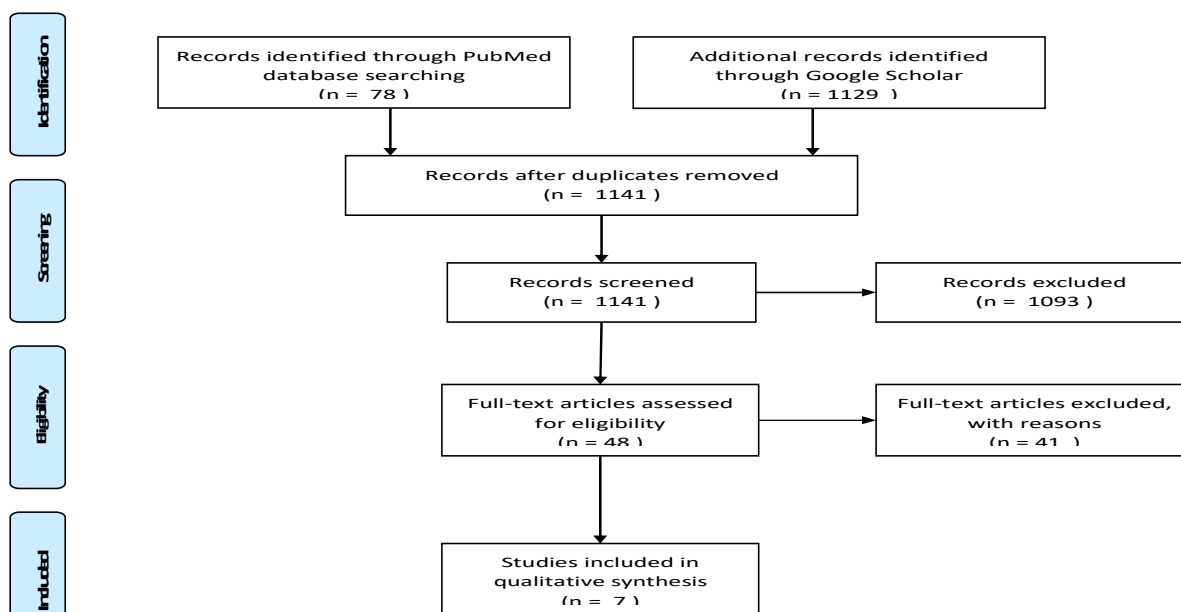 Identification
Records identified through PubMed
database searching
(n = 78 )
Additional records identified
through Google Scholar
(n = 1129 )
Records after duplicates removed
(n = 1141 )
Screening
Records screened
(n = 1141 )
Records excluded
(n = 1093 )
Eligibility
Full-text articles assessed
for eligibility
(n = 48 )
Full-text articles excluded,
with reasons
(n = 41 )
Included
Studies included in
qualitative synthesis
(n = 7 )